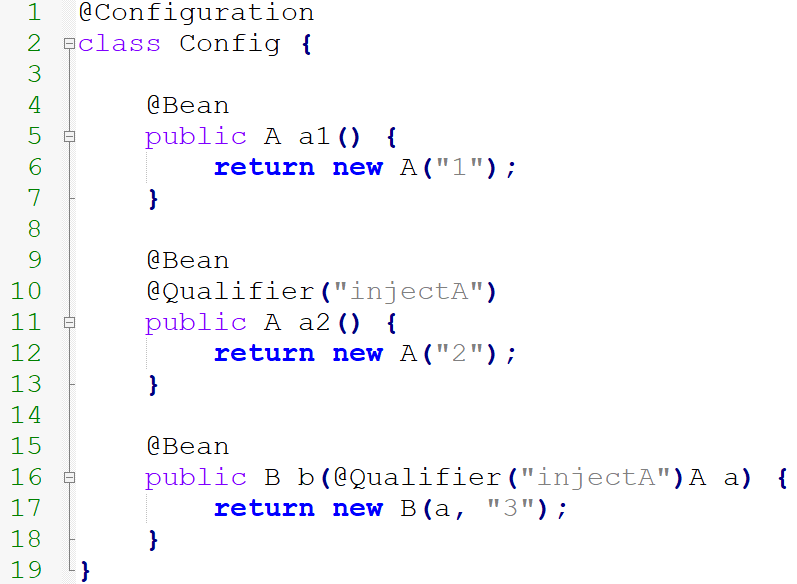 1 @Configuration
2 class Config {
3
4 @Bean
5 public A a1() {
6 return new A("1");
7 }
8
9 @Bean
10 @Qualifier("injectA")
11 public A a2() {
12 return new A("2");
13 }
14
15 @Bean
16 public B b(@Qualifier("injectA")A a) {
17 return new B(a, "3");
18 }
19 }